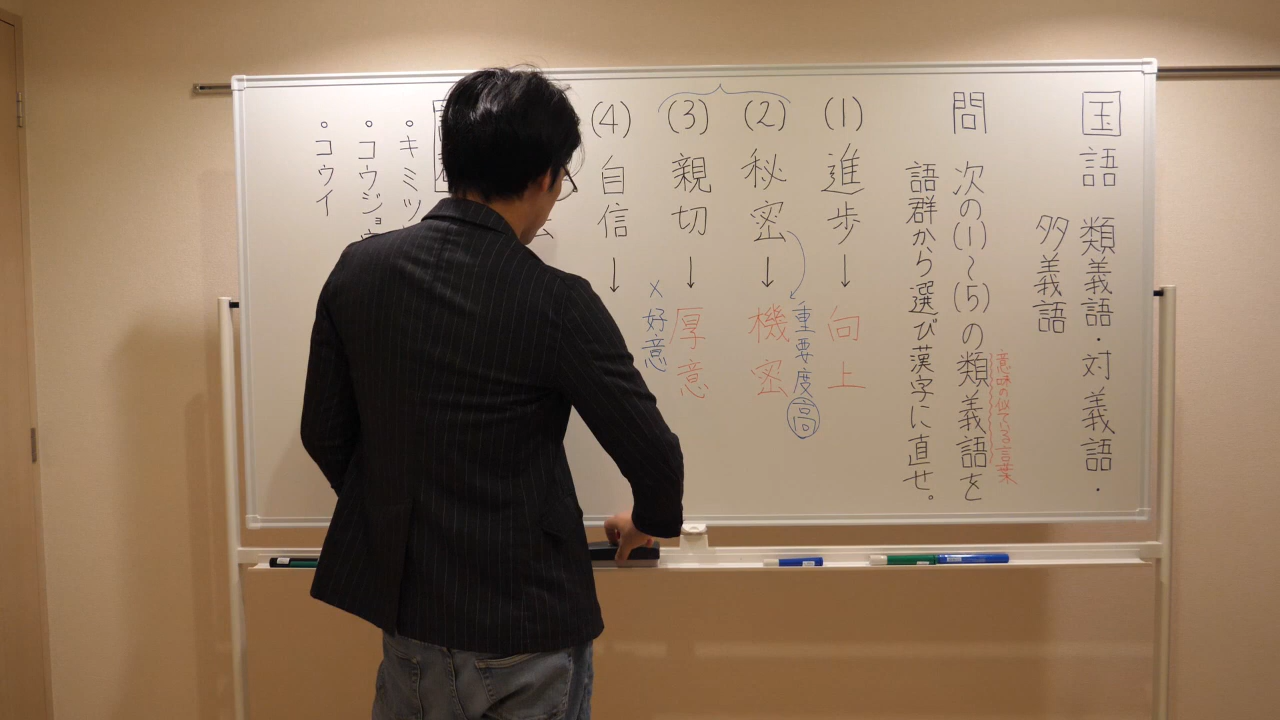 国語 類義語・対義語・
多義語
問 次の(1)〜(5)の類義語を
意味の似ている言葉
語群から選び漢字に直せ。
(1) 進歩→向上
(2) 秘密→機密
重要度高
(3) 親切→厚意
×好意
(4) 自信→
。キミツ
。コウジョウ
。コウイ